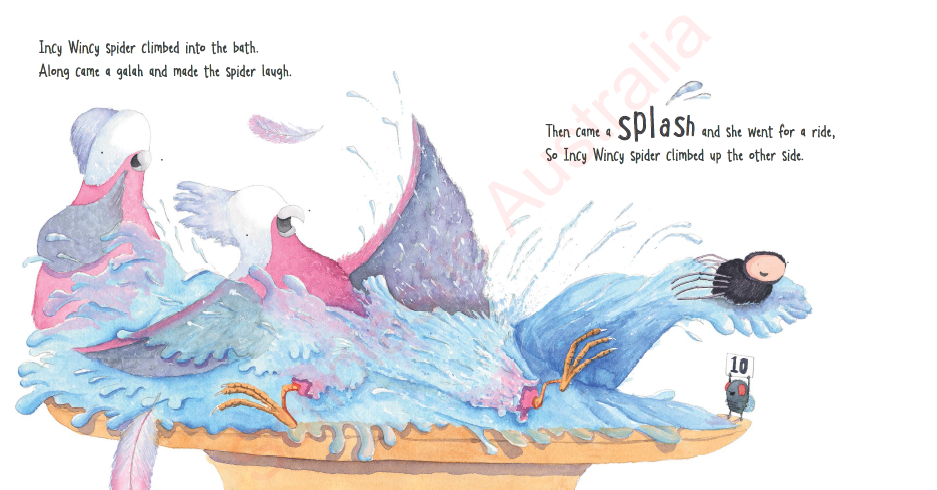 Incy Wincy spider climbed into the bath.
Along came a galah and made the spider laugh.
Then came a splash and she went for a ride,
So Incy Wincy spider climbed up the other side.
10
Australia